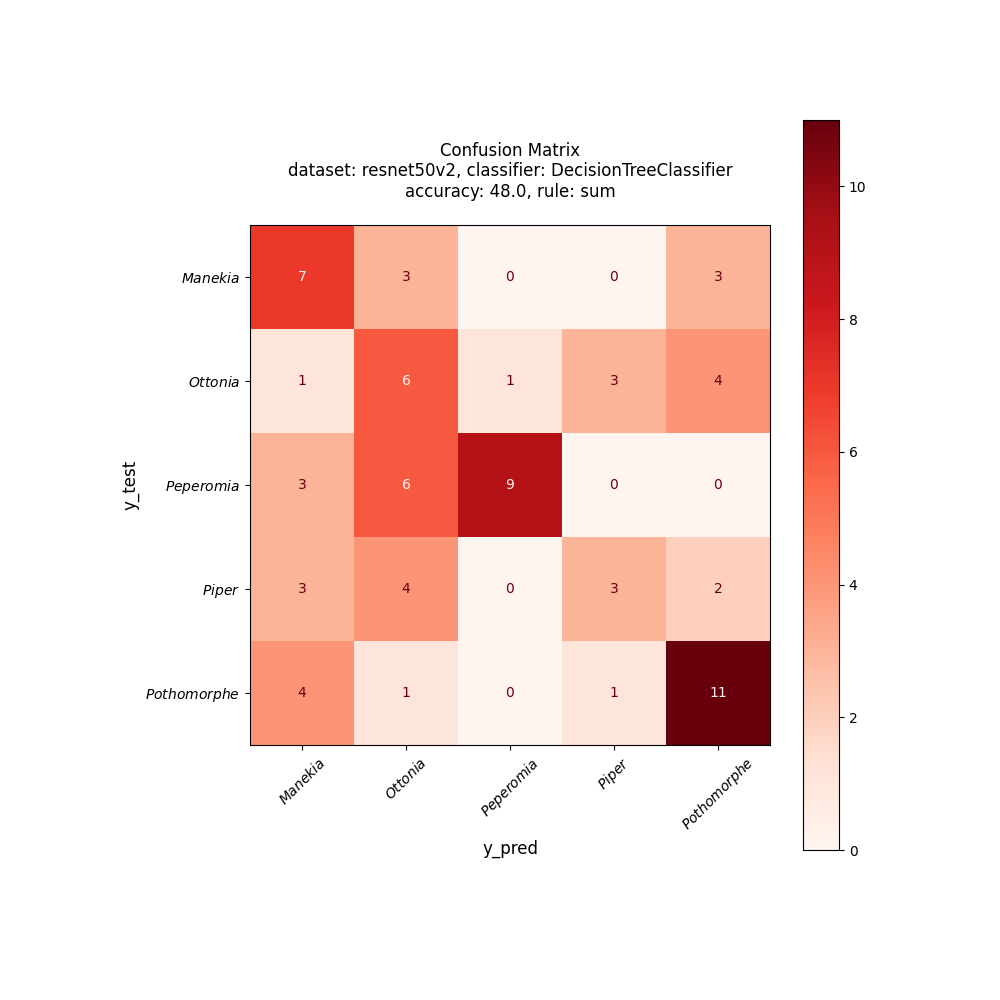 Confusion Matrix
dataset: resnet50v2, classifier: DecisionTreeClassifier
accuracy: 48.0, rule: sum
10
8
6
4
2
0
y_test
Manekia 7 3 0 0 3
Ottonia 1 6 1 3 4
Peperomia 3 6 9 0 0
Piper 3 4 0 3 2
Pothomorphe 4 1 0 1 11
Manekia Ottonia Peperomia Piper Pothomorphe
y_pred